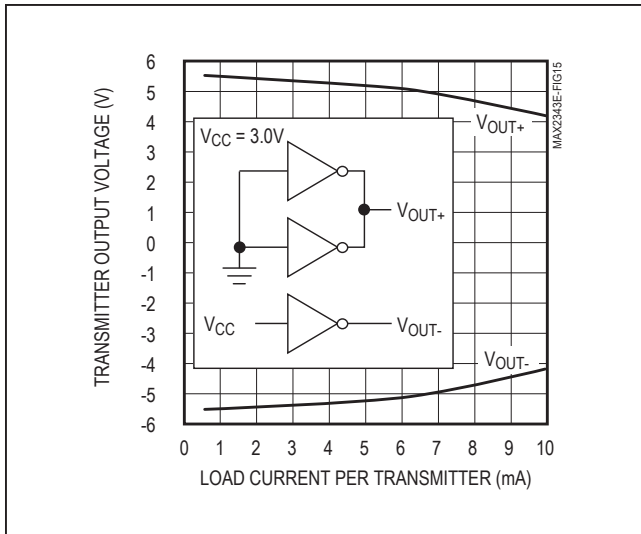 TRANSMITTER OUTPUT VOLTAGE (V)
6
5
4
3
2
1
0
-1
-2
-3
-4
-5
-6
MAX2343E-FIG15
VOUT+
VCC = 3.0V
VOUT+
VCC
VOUT-
VOUT-
0 1 2 3 4 5 6 7 8 9 10
LOAD CURRENT PER TRANSMITTER (mA)